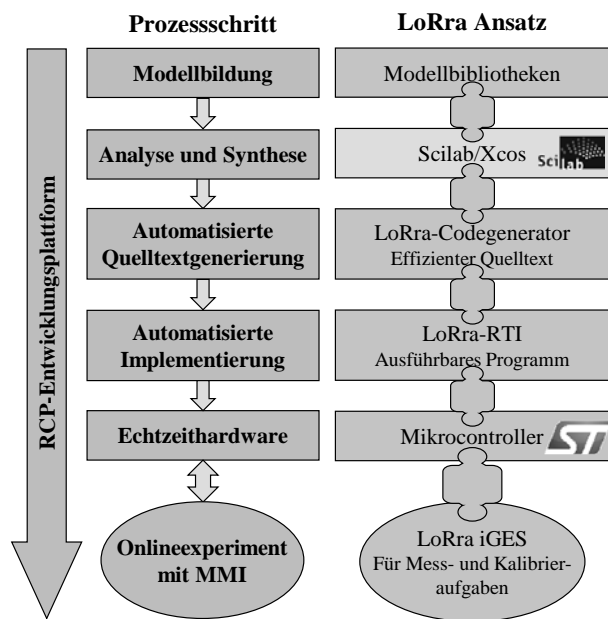 Prozessschritt
LoRra Ansatz
RCP-Entwicklungsplattform
Modellbildung
Modellbibliotheken
Analyse und Synthese
Scilab/Xcos
Scilab
Automatisierte
Quelltextgenerierung
LoRra-Codegenerator
Effizienter Quelltext
Automatisierte
Implementierung
LoRra-RTI
Ausführbares Programm
Echtzeithardware
Mikrocontroller
ST
Onlineexperiment
mit MMI
LoRra iGES
Für Mess- und Kalibrier-
aufgaben